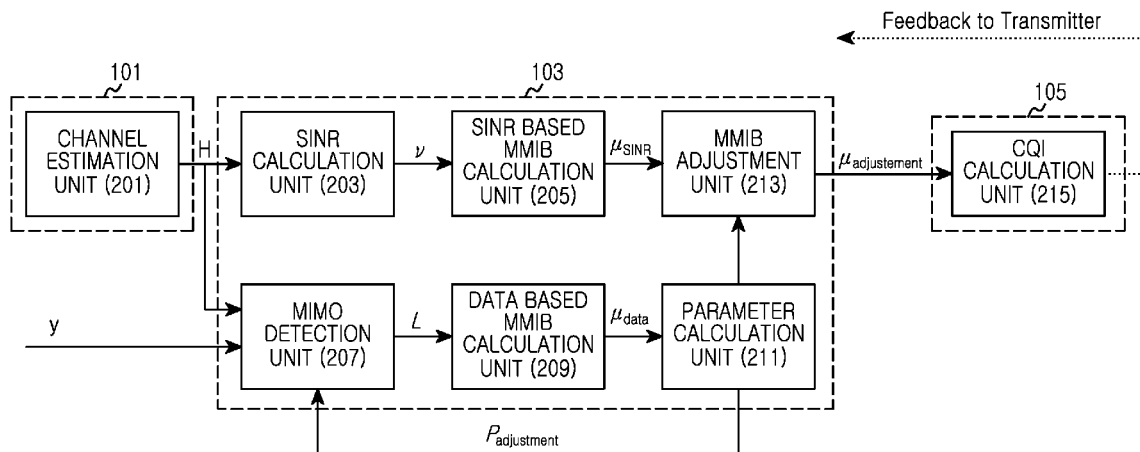 Feedback to Transmitter
101
103
105
CHANNEL
ESTIMATION
UNIT (201)
H
SINR
CALCULATION
UNIT (203)
ν
SINR BASED
MMIB
CALCULATION
UNIT (205)
μSINR
MMIB
ADJUSTMENT
UNIT (213)
μadjustement
CQI
CALCULATION
UNIT (215)
y
MIMO
DETECTION
UNIT (207)
L
DATA BASED
MMIB
CALCULATION
UNIT (209)
μdata
PARAMETER
CALCULATION
UNIT (211)
Padjustment